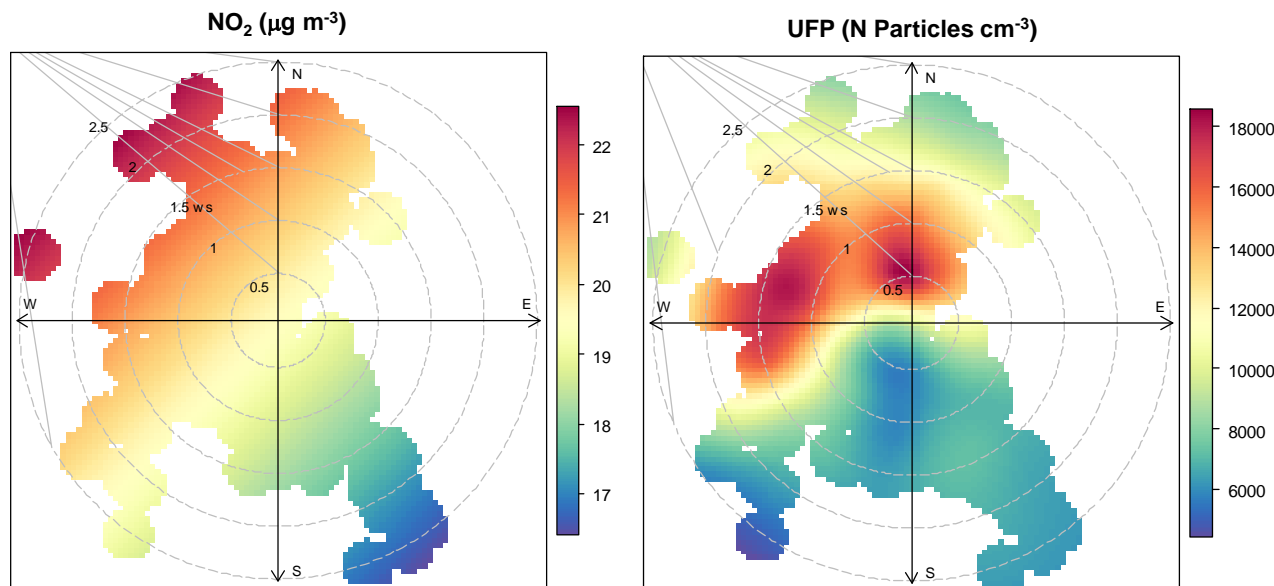 NO₂ (μg m⁻³)
N
2.5
2
1.5 ws
1
0.5
W
E
S
22
21
20
19
18
17
UFP (N Particles cm⁻³)
N
2.5
2
1.5 ws
1
0.5
W
E
S
18000
16000
14000
12000
10000
8000
6000